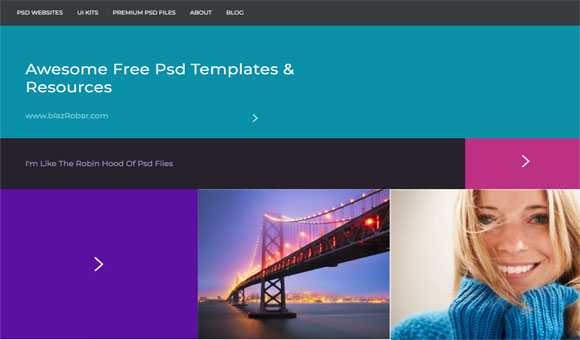 PSD WEBSITES UI KITS PREMIUM PSD FILES ABOUT BLOG
Awesome Free Psd Templates &
Resources
www.blazRobar.com
I'm Like The Robin Hood Of Psd Files